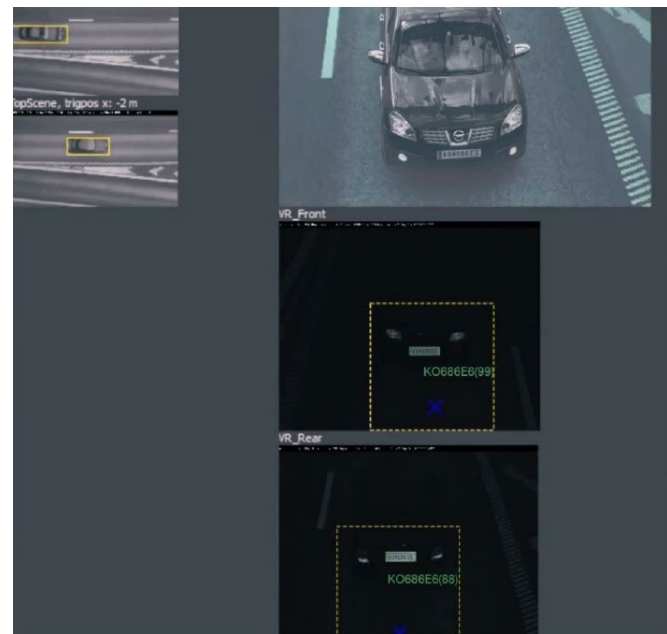 TopScene, trigpos x: -2 m
VR_Front
KO686E6(99)
VR_Rear
KO686E6(88)